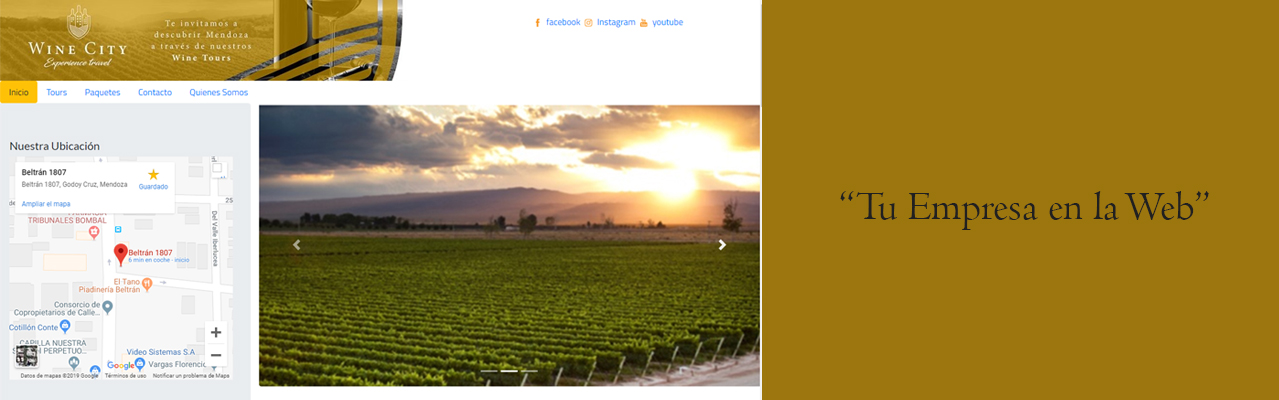 WINE CITY
Experience travel
Te invitamos a
descubrir Mendoza
a través de nuestros
Wine Tours
facebook Instagram youtube
Inicio Tours Paquetes Contacto Quienes Somos
Nuestra Ubicación
Beltrán 1807
Beltrán 1807, Godoy Cruz, Mendoza
Guardado
Ampliar el mapa
TRIBUNALES BOMBAL
25
Del Valle Iberlucea
Beltrán 1807
6 min en coche - inicio
El Tano
Piadinería Beltrán
Consorcio de
Copropietarios de Calle...
Cotillón Conte
CAPILLA NUESTRA
PERPETUO...
Video Sistemas S.A
Google
Vargas Florencio
Datos de mapas ©2019 Google Términos de uso Notificar un problema de Maps
“Tu Empresa en la Web”